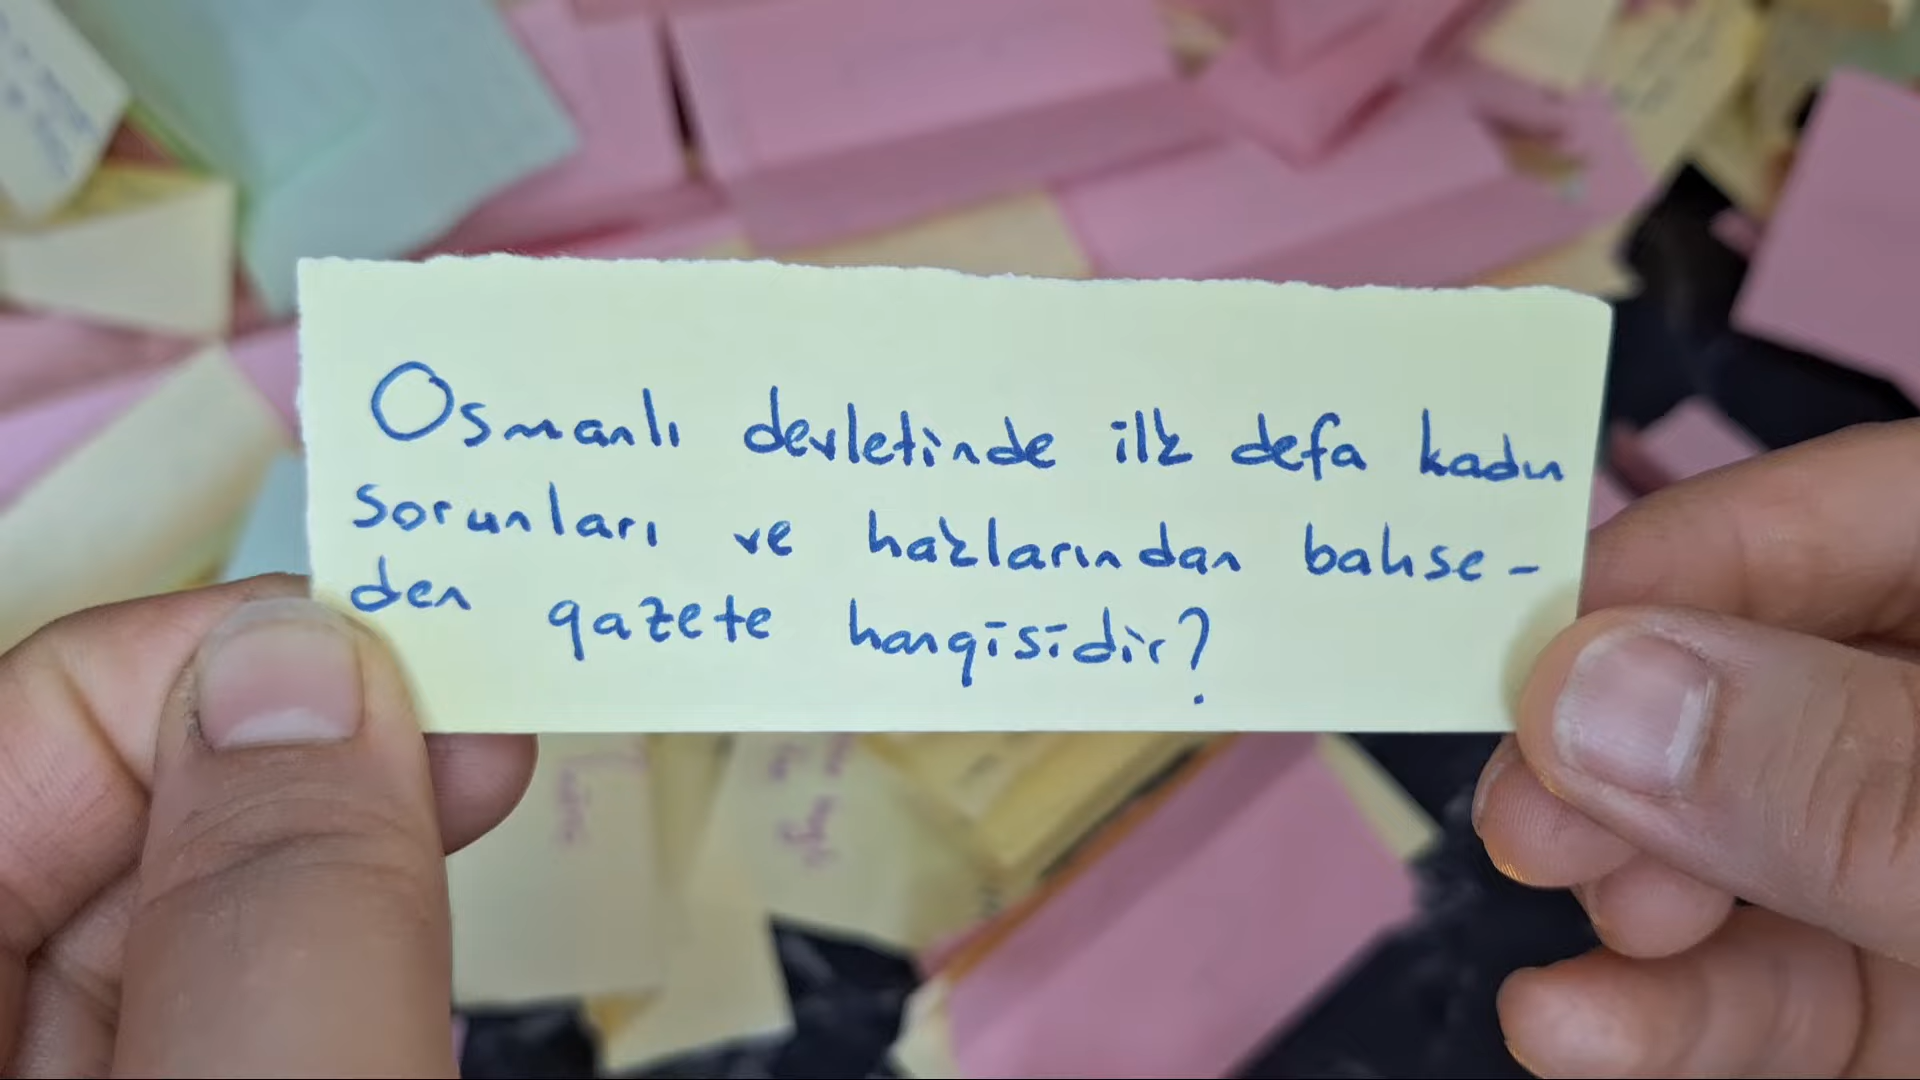 Osmanlı devletinde ilk defa kadın
sorunları ve haklarından bahse-
den gazete hangisidir?